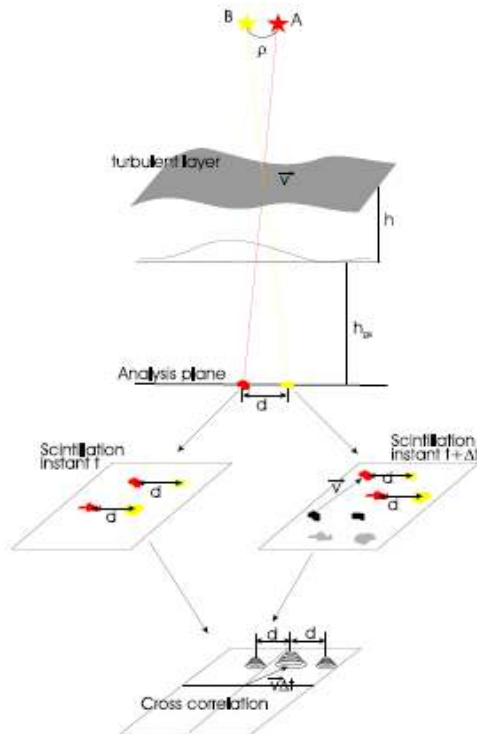 B A
ρ
turbulent layer
V
h
h
Analysis plane
d
Scintillation
instant t
Scintillation
instant t+Δt
d
d
V
d
d
d d
VΔt
Cross correlation